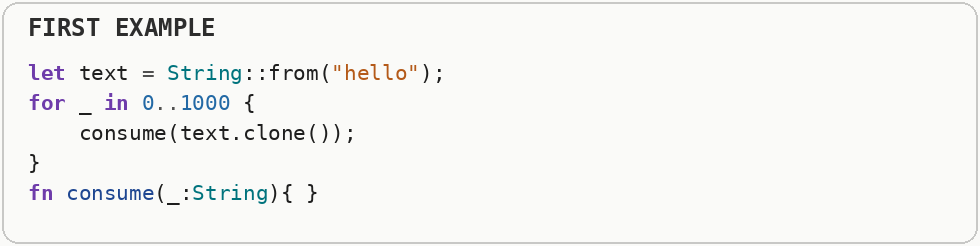 FIRST EXAMPLE
let text = String::from("hello");
for _ in 0..1000 {
    consume(text.clone());
}
fn consume(_:String){ }